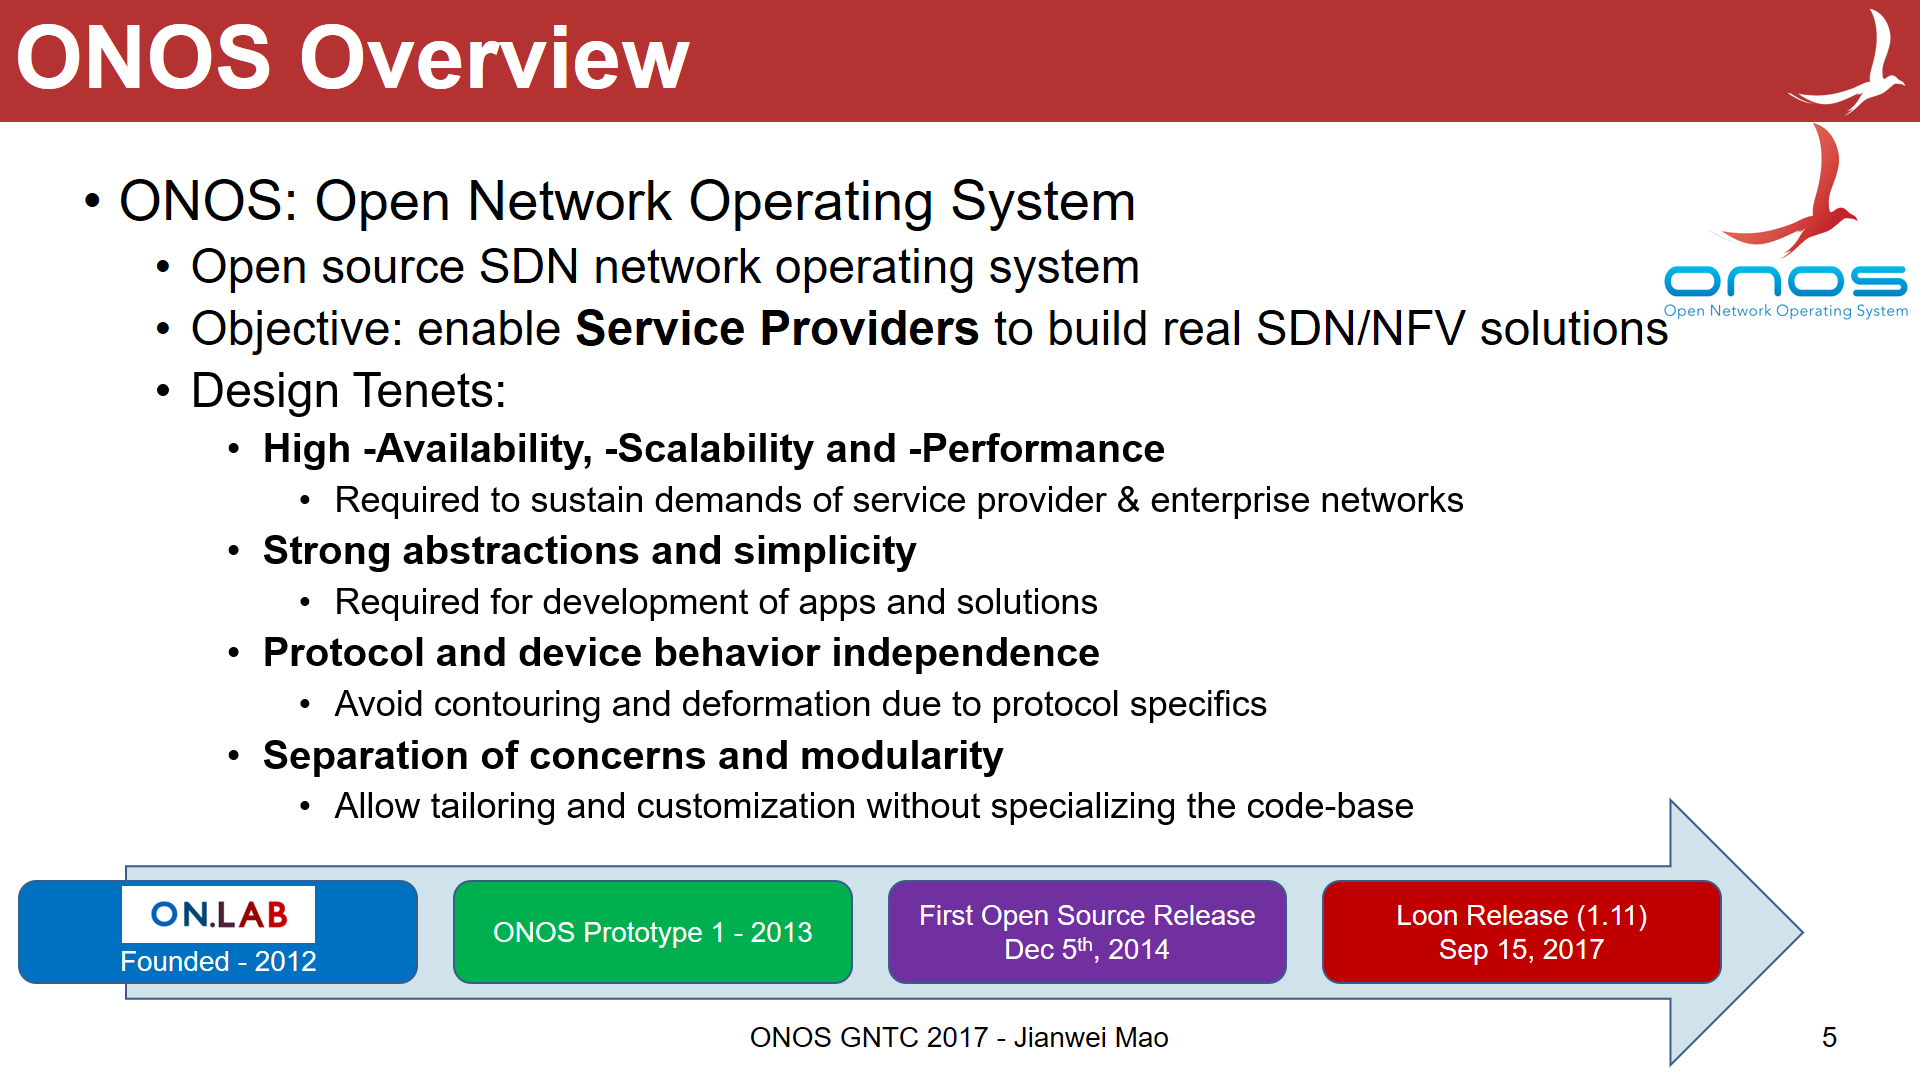 ONOS Overview
• ONOS: Open Network Operating System
• Open source SDN network operating system
• Objective: enable Service Providers to build real SDN/NFV solutions
• Design Tenets:
• High -Availability, -Scalability and -Performance
• Required to sustain demands of service provider & enterprise networks
• Strong abstractions and simplicity
• Required for development of apps and solutions
• Protocol and device behavior independence
• Avoid contouring and deformation due to protocol specifics
• Separation of concerns and modularity
• Allow tailoring and customization without specializing the code-base
onos
Open Network Operating System
ON.LAB
Founded - 2012
ONOS Prototype 1 - 2013
First Open Source Release
Dec 5th, 2014
Loon Release (1.11)
Sep 15, 2017
ONOS GNTC 2017 - Jianwei Mao
5